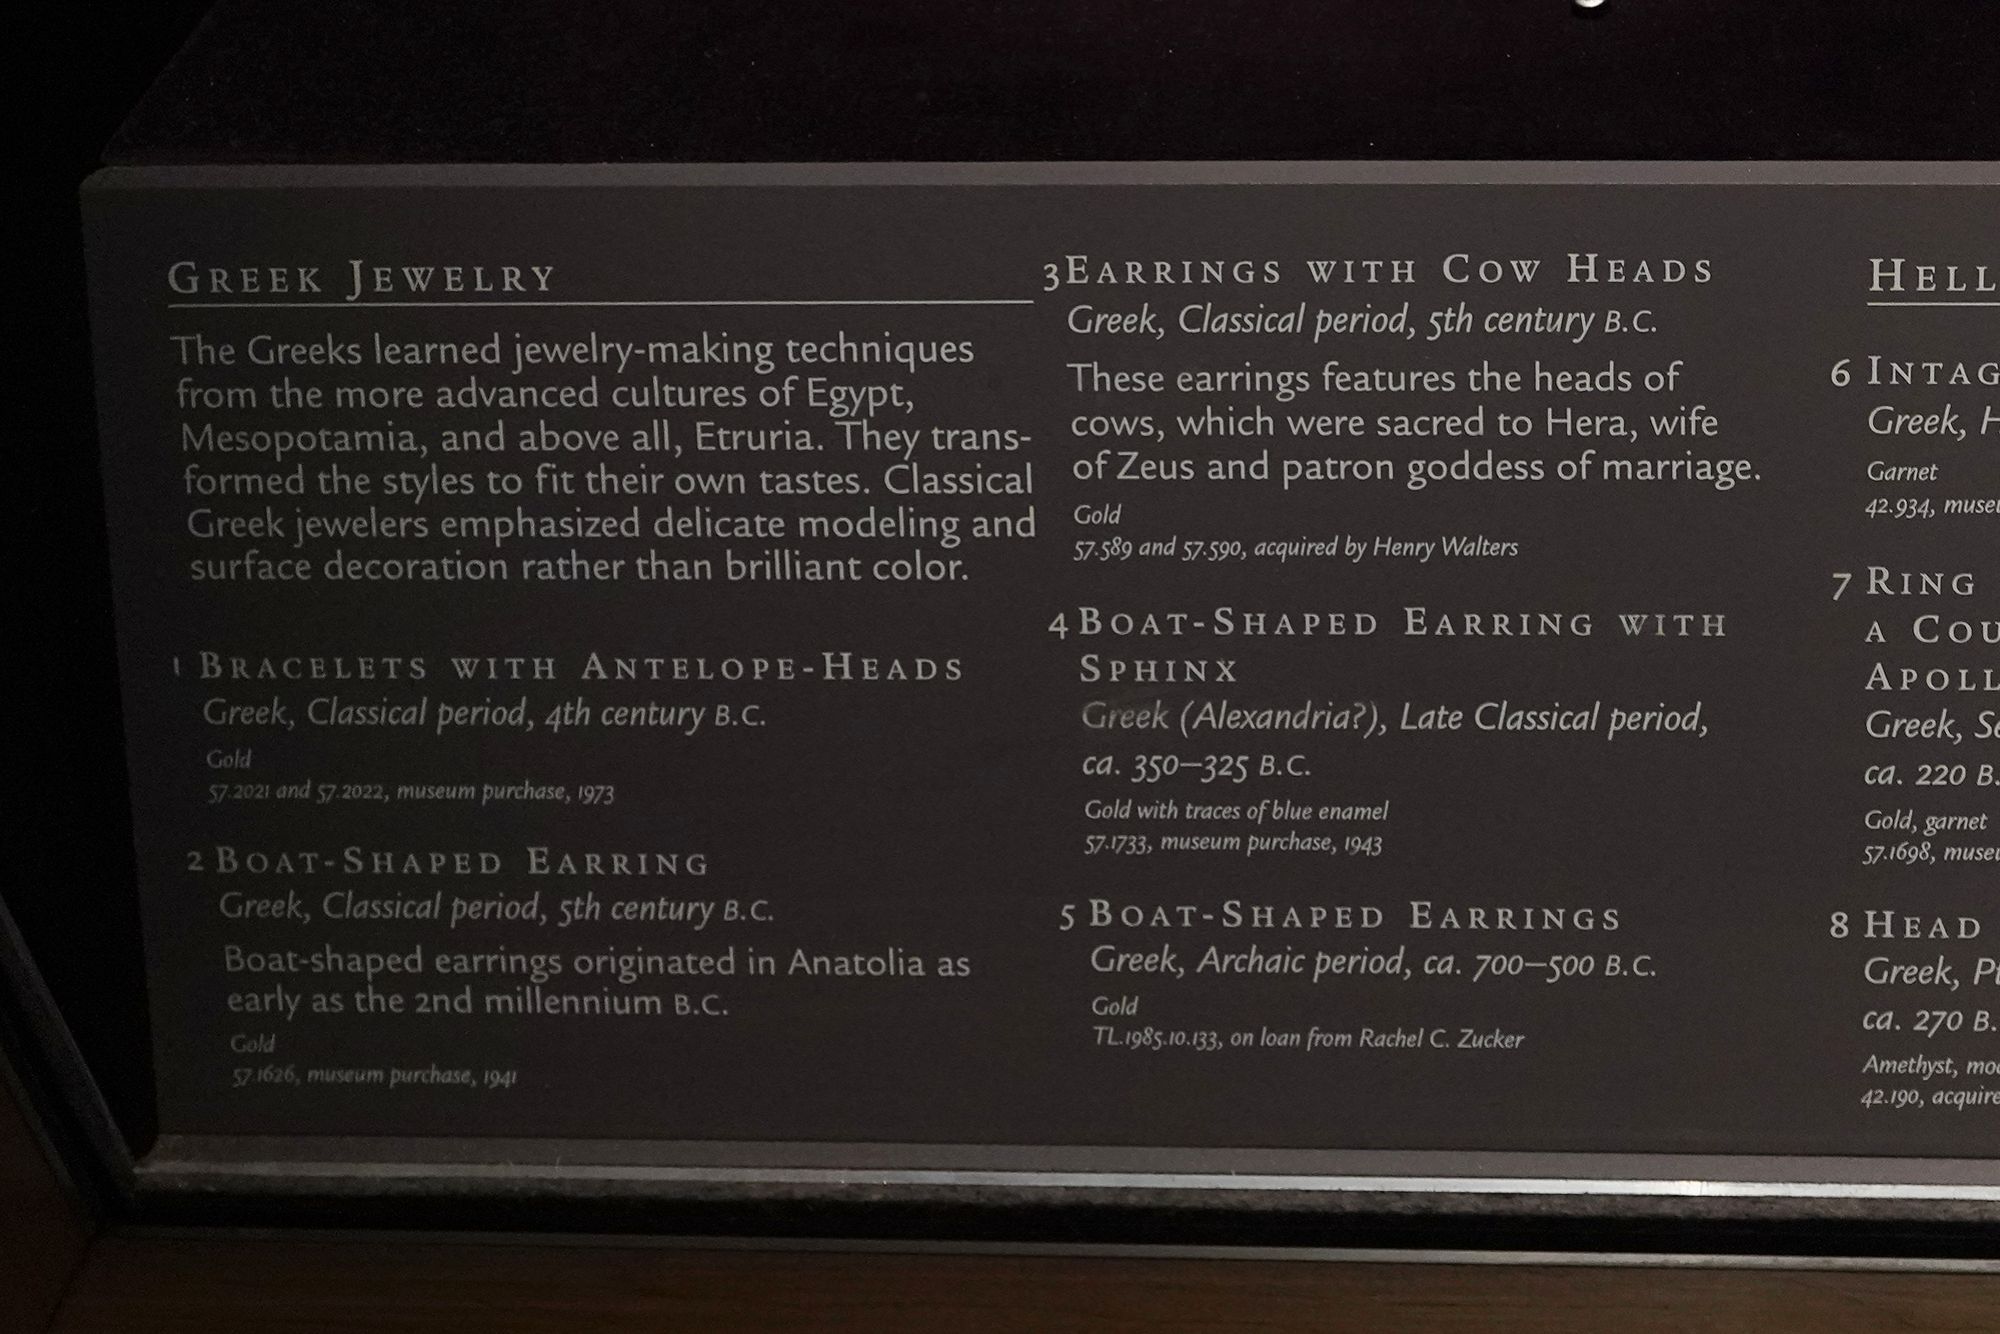 GREEK JEWELRY
The Greeks learned jewelry-making techniques
from the more advanced cultures of Egypt,
Mesopotamia, and above all, Etruria. They trans-
formed the styles to fit their own tastes. Classical
Greek jewelers emphasized delicate modeling and
surface decoration rather than brilliant color.
1 BRACELETS WITH ANTELOPE-HEADS
Greek, Classical period, 4th century B.C.
Gold
57.2021 and 57.2022, museum purchase, 1973
2 BOAT-SHAPED EARRING
Greek, Classical period, 5th century B.C.
Boat-shaped earrings originated in Anatolia as
early as the 2nd millennium B.C.
Gold
57.1626, museum purchase, 1941
3 EARRINGS WITH COW HEADS
Greek, Classical period, 5th century B.C.
These earrings features the heads of
cows, which were sacred to Hera, wife
of Zeus and patron goddess of marriage.
Gold
57.589 and 57.590, acquired by Henry Walters
4 BOAT-SHAPED EARRING WITH
SPHINX
Greek (Alexandria?), Late Classical period,
ca. 350–325 B.C.
Gold with traces of blue enamel
57.1733, museum purchase, 1943
5 BOAT-SHAPED EARRINGS
Greek, Archaic period, ca. 700–500 B.C.
Gold
TL.1985.10.133, on loan from Rachel C. Zucker
HELL
6 INTAG
Greek, H
Garnet
42.934, museu
7 RING
A COU
APOLL
Greek, Se
ca. 220 B.
Gold, garnet
57.1698, museu
8 HEAD
Greek, Pt
ca. 270 B.
Amethyst, mo
42.190, acquire